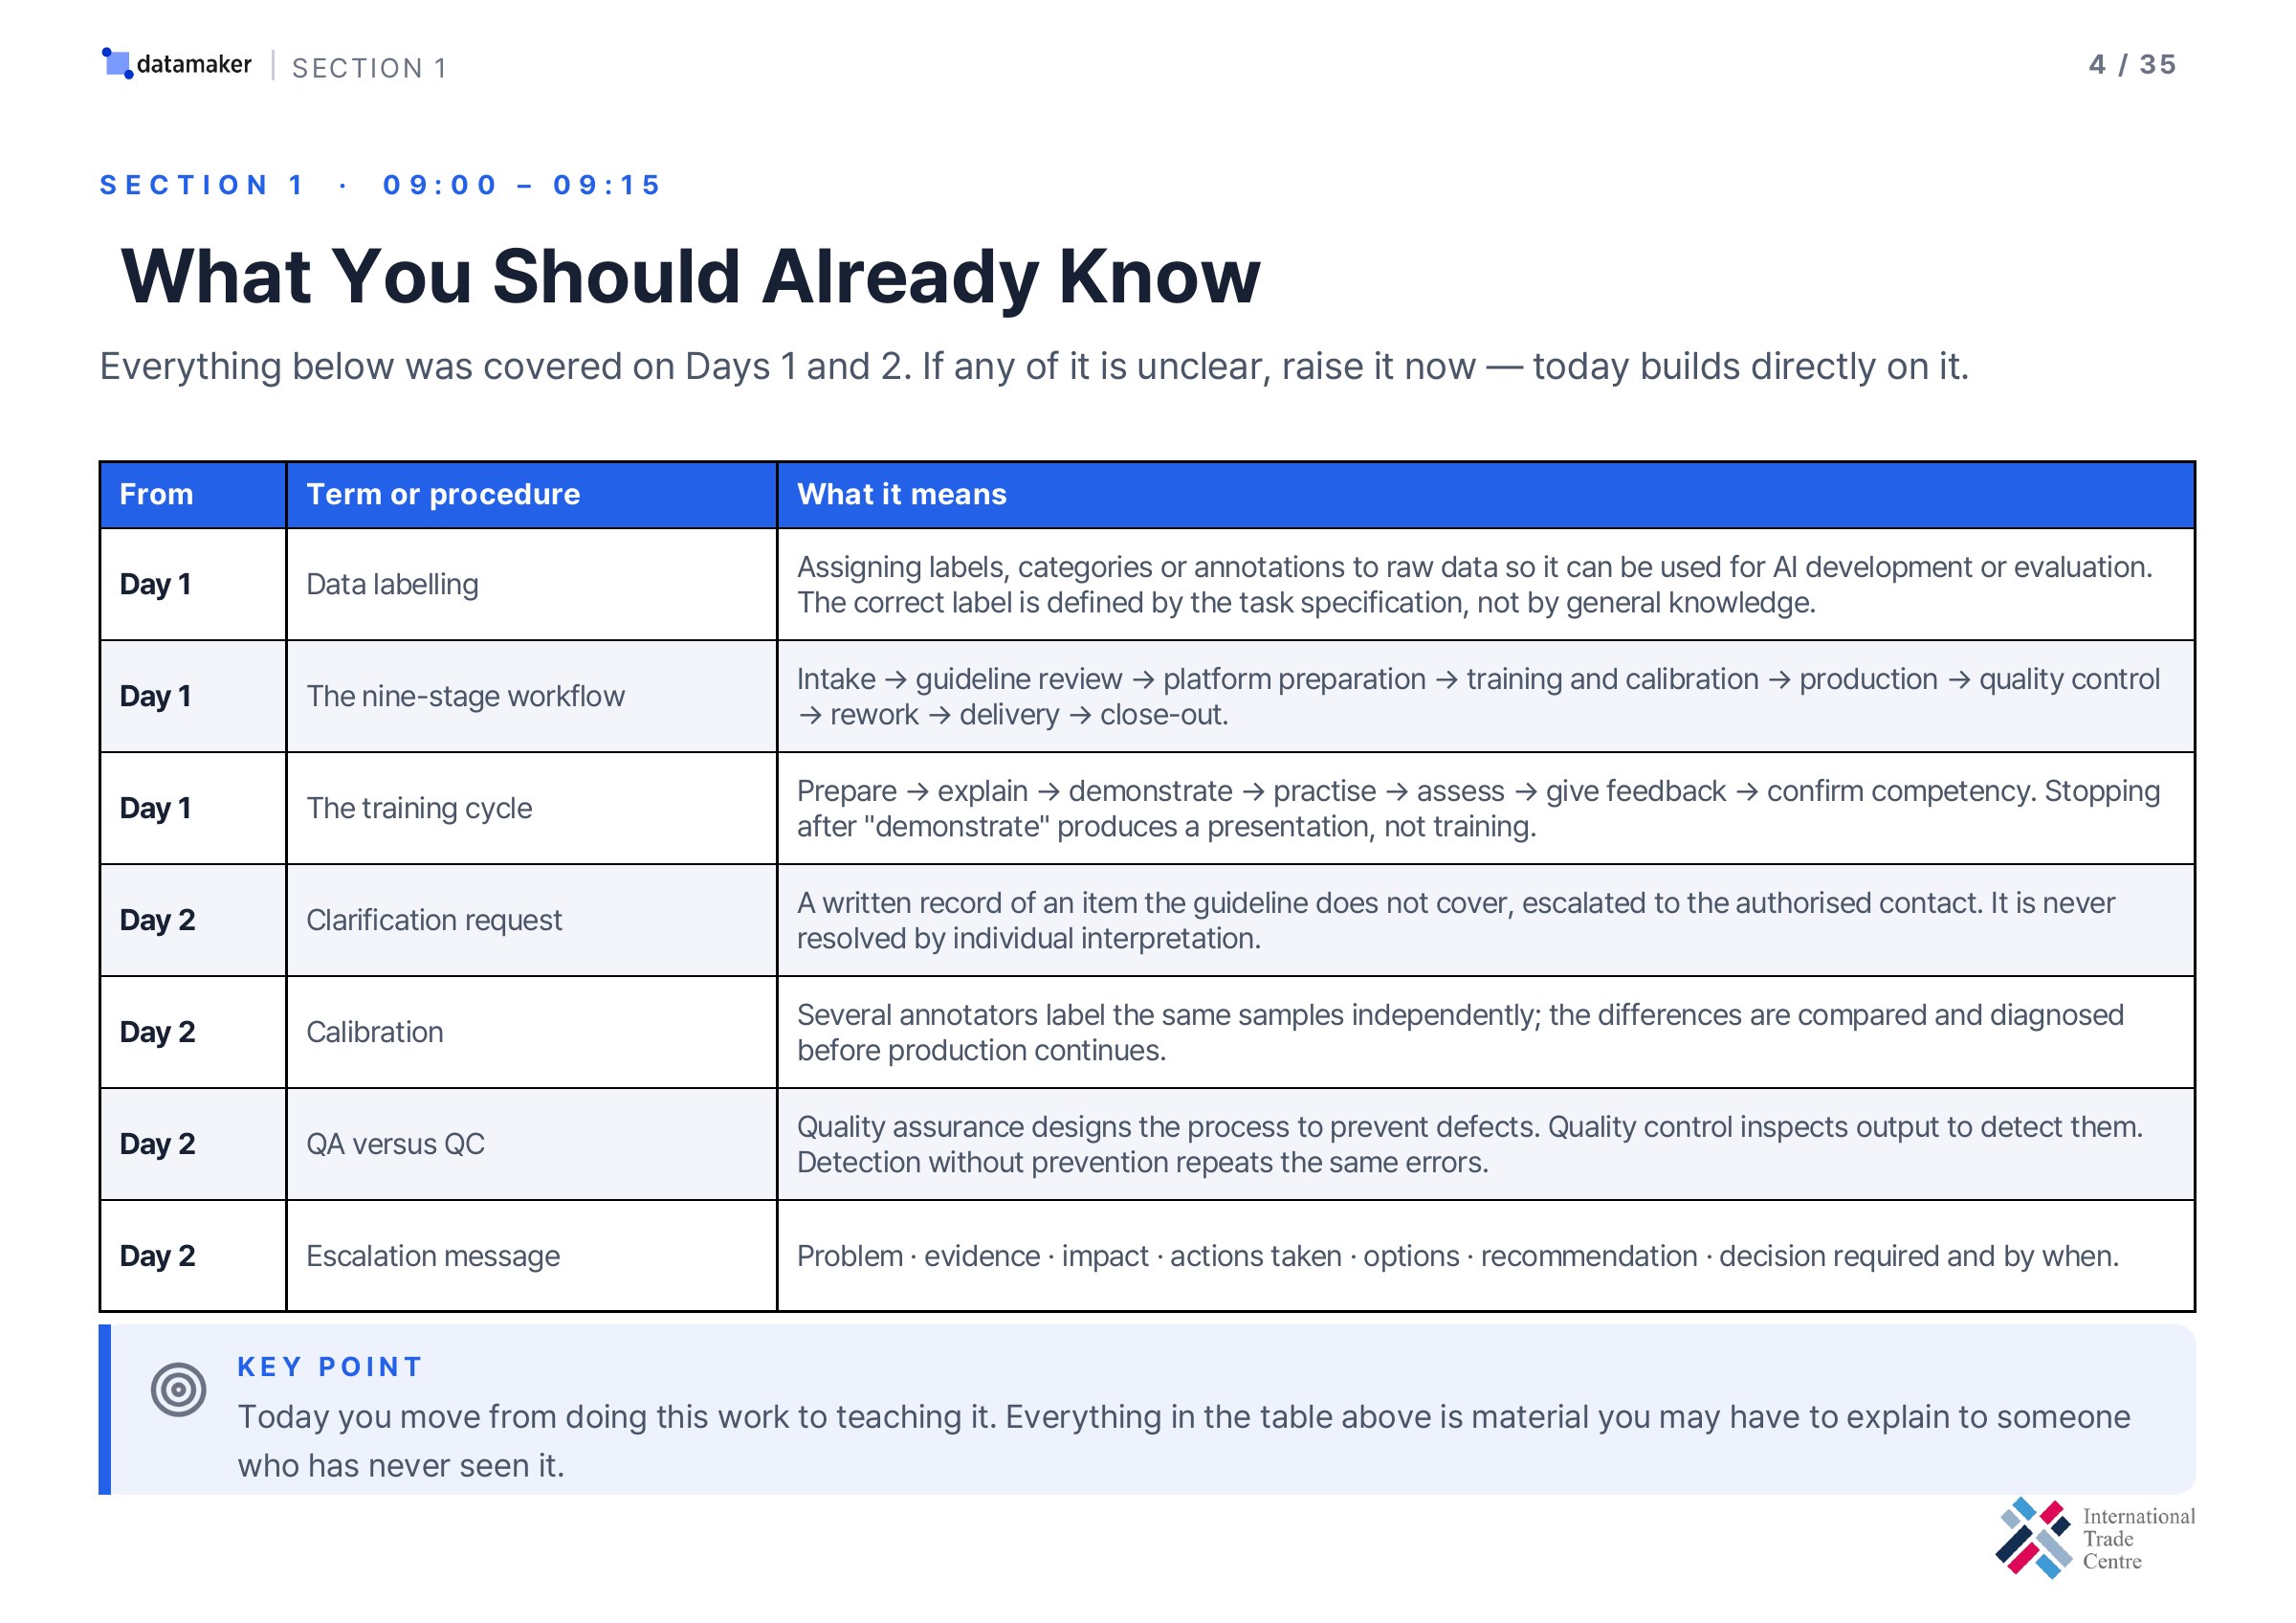 datamaker
SECTION 1
4 / 35
SECTION 1 · 09:00 – 09:15
What You Should Already Know
Everything below was covered on Days 1 and 2. If any of it is unclear, raise it now — today builds directly on it.
From
Term or procedure
What it means
Day 1
Data labelling
Assigning labels, categories or annotations to raw data so it can be used for AI development or evaluation.
The correct label is defined by the task specification, not by general knowledge.
Day 1
The nine-stage workflow
Intake → guideline review → platform preparation → training and calibration → production → quality control
→ rework → delivery → close-out.
Day 1
The training cycle
Prepare → explain → demonstrate → practise → assess → give feedback → confirm competency. Stopping
after "demonstrate" produces a presentation, not training.
Day 2
Clarification request
A written record of an item the guideline does not cover, escalated to the authorised contact. It is never
resolved by individual interpretation.
Day 2
Calibration
Several annotators label the same samples independently; the differences are compared and diagnosed
before production continues.
Day 2
QA versus QC
Quality assurance designs the process to prevent defects. Quality control inspects output to detect them.
Detection without prevention repeats the same errors.
Day 2
Escalation message
Problem · evidence · impact · actions taken · options · recommendation · decision required and by when.
KEY POINT
Today you move from doing this work to teaching it. Everything in the table above is material you may have to explain to someone
who has never seen it.
International
Trade
Centre